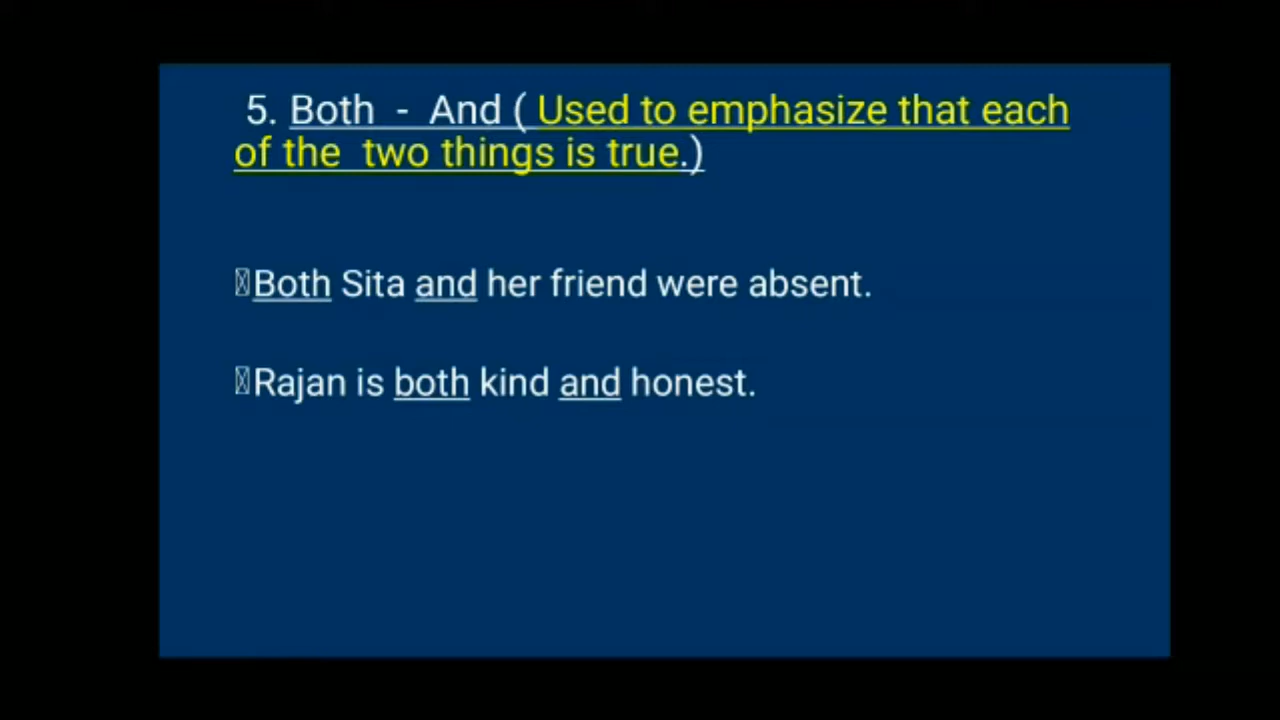 5. Both - And ( Used to emphasize that each
of the two things is true.)
Both Sita and her friend were absent.
Rajan is both kind and honest.